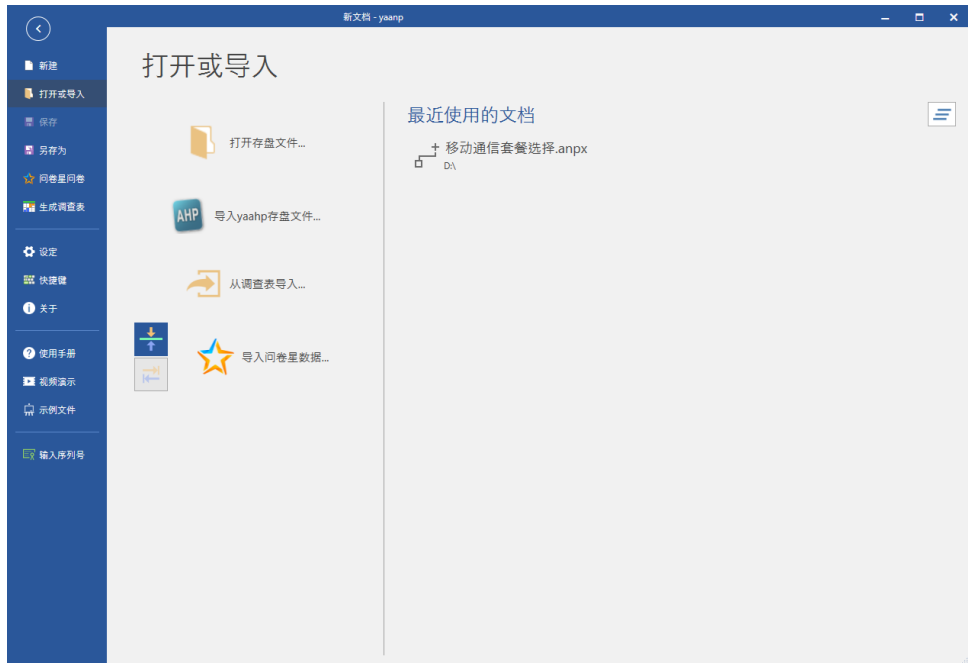 新文档 - yaanp
新建
打开或导入
保存
另存为
问卷星问卷
生成调查表
设定
快捷键
关于
使用手册
视频演示
示例文件
输入序列号
打开或导入
打开存盘文件...
AHP
导入yaahp存盘文件...
从调查表导入...
导入问卷星数据...
最近使用的文档
移动通信套餐选择.anpx
D:\